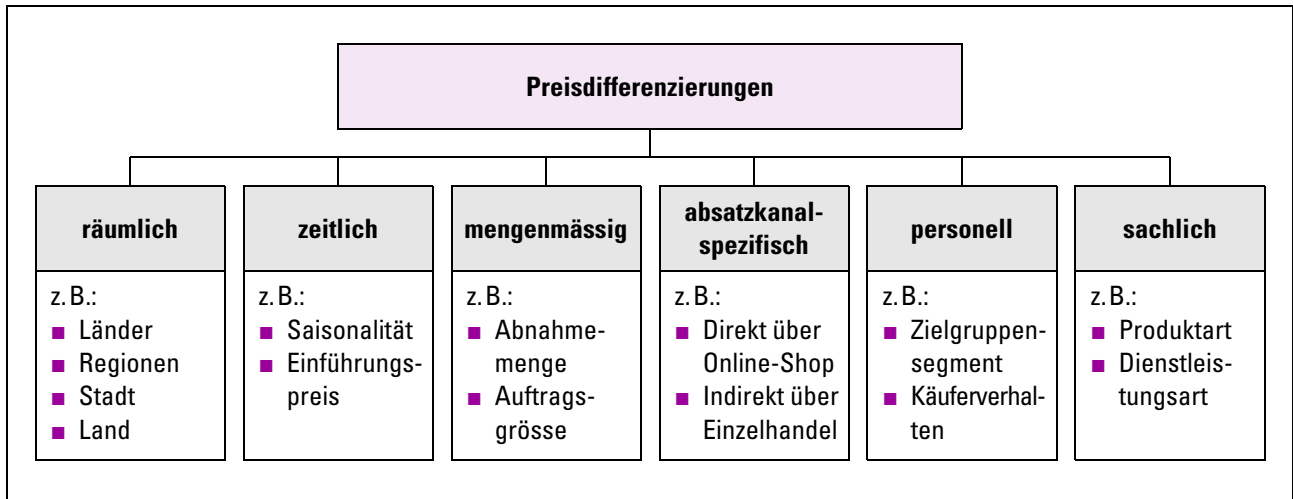 Preisdifferenzierungen
räumlich
z. B.:
■ Länder
■ Regionen
■ Stadt
■ Land
zeitlich
z. B.:
■ Saisonalität
■ Einführungs-
preis
mengenmässig
z. B.:
■ Abnahme-
menge
■ Auftrags-
grösse
absatzkanal-
spezifisch
z. B.:
■ Direkt über
Online-Shop
■ Indirekt über
Einzelhandel
personell
z. B.:
■ Zielgruppen-
segment
■ Käuferverhal-
ten
sachlich
z. B.:
■ Produktart
■ Dienstleis-
tungsart